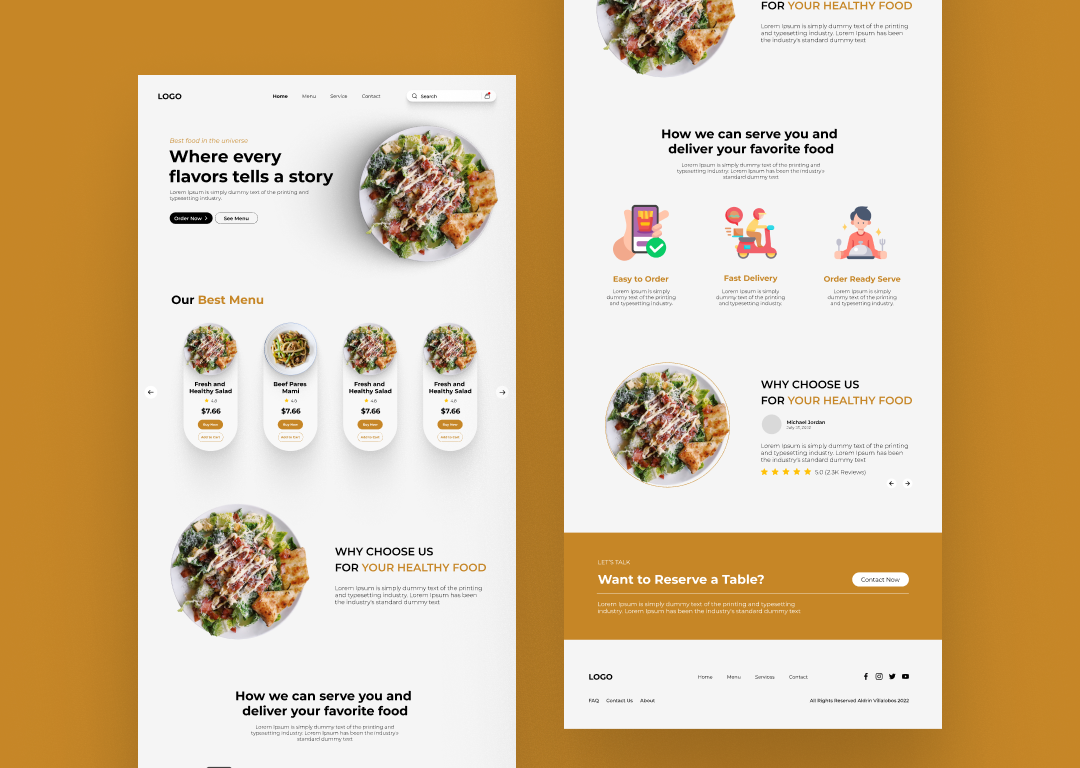 LOGO
Home Menu Service Contact
Search
Best food in the universe
Where every
flavors tells a story
Lorem Ipsum is simply dummy text of the printing and
typesetting industry.
Order Now
See Menu
Our Best Menu
Fresh and
Healthy Salad
4.8
$7.66
Buy Now
Add to Cart
Beef Pares
Mami
4.8
$7.66
Buy Now
Add to Cart
Fresh and
Healthy Salad
4.8
$7.66
Buy Now
Add to Cart
Fresh and
Healthy Salad
4.8
$7.66
Buy Now
Add to Cart
WHY CHOOSE US
FOR YOUR HEALTHY FOOD
Lorem Ipsum is simply dummy text of the printing
and typesetting industry. Lorem Ipsum has been
the industry's standard dummy text
How we can serve you and
deliver your favorite food
Lorem Ipsum is simply dummy text of the printing and
typesetting industry. Lorem Ipsum has been the industry's
standard dummy text
FOR YOUR HEALTHY FOOD
Lorem Ipsum is simply dummy text of the printing
and typesetting industry. Lorem Ipsum has been
the industry's standard dummy text
How we can serve you and
deliver your favorite food
Lorem Ipsum is simply dummy text of the printing and
typesetting industry. Lorem Ipsum has been the industry's
standard dummy text
Easy to Order
Lorem Ipsum is simply
dummy text of the printing
and typesetting industry.
Fast Delivery
Lorem Ipsum is simply
dummy text of the printing
and typesetting industry.
Order Ready Serve
Lorem Ipsum is simply
dummy text of the printing
and typesetting industry.
WHY CHOOSE US
FOR YOUR HEALTHY FOOD
Michael Jordan
Lorem Ipsum is simply dummy text of the printing
and typesetting industry. Lorem Ipsum has been
the industry's standard dummy text
5.0 (2.3K Reviews)
LET'S TALK
Want to Reserve a Table?
Contact Now
Lorem Ipsum is simply dummy text of the printing and typesetting
industry. Lorem Ipsum has been the industry's standard dummy text
LOGO
Home Menu Services Contact
FAQ Contact Us About
All Rights Reserved Aldrin Villalobos 2022